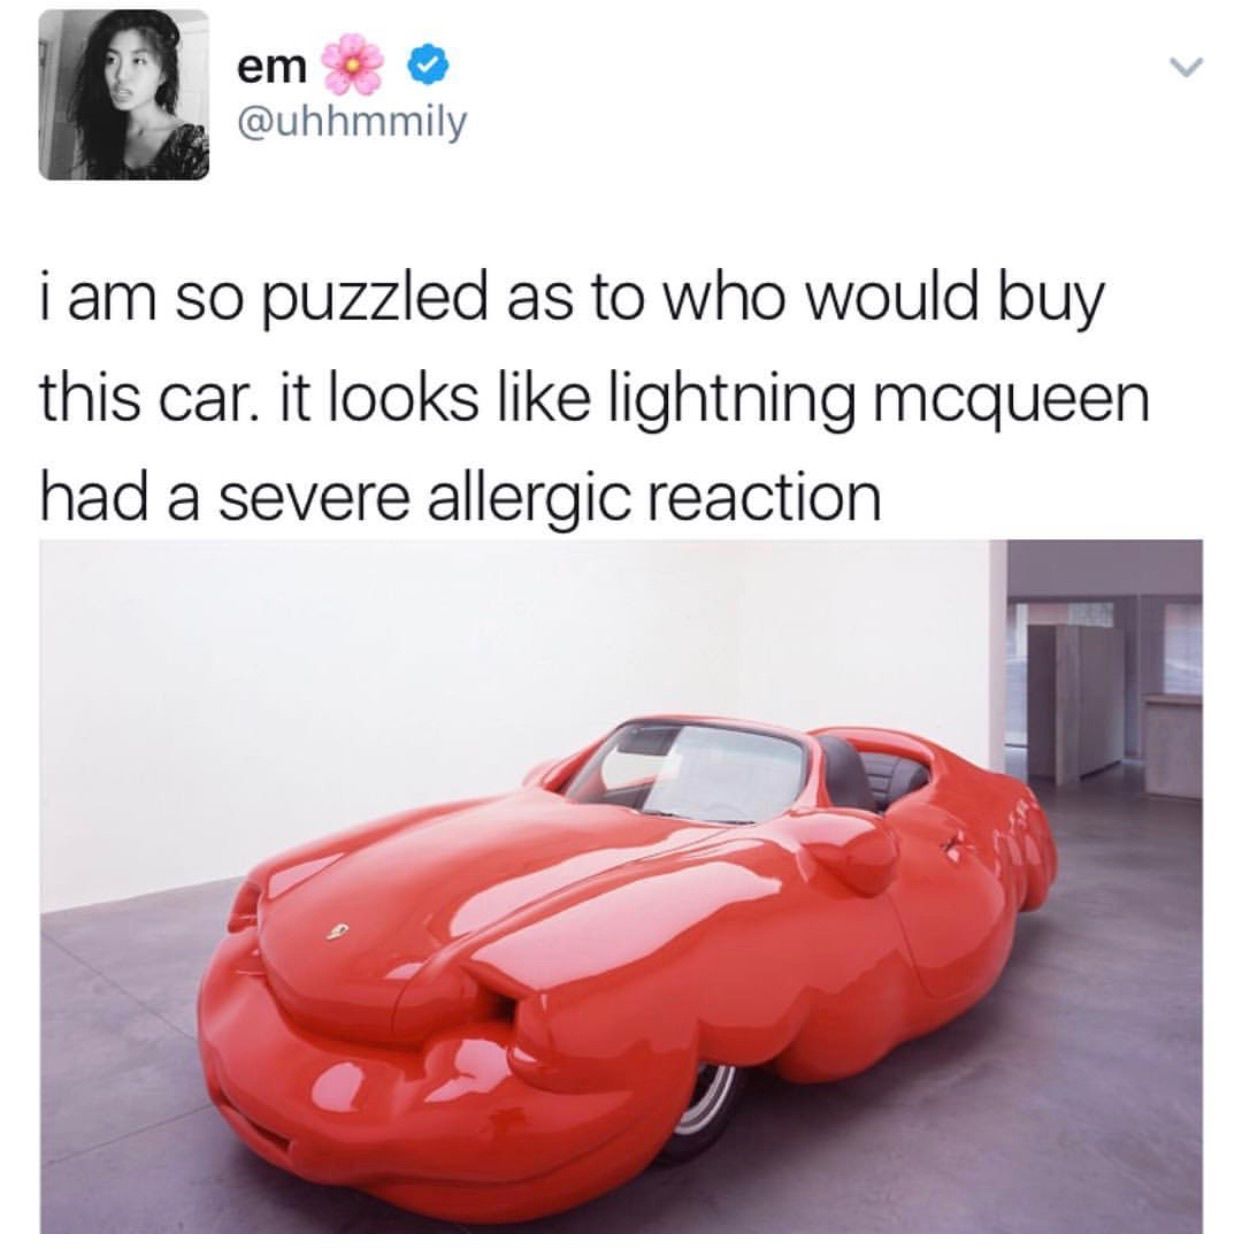 em 🌸
@uhhmmily
i am so puzzled as to who would buy
this car. it looks like lightning mcqueen
had a severe allergic reaction